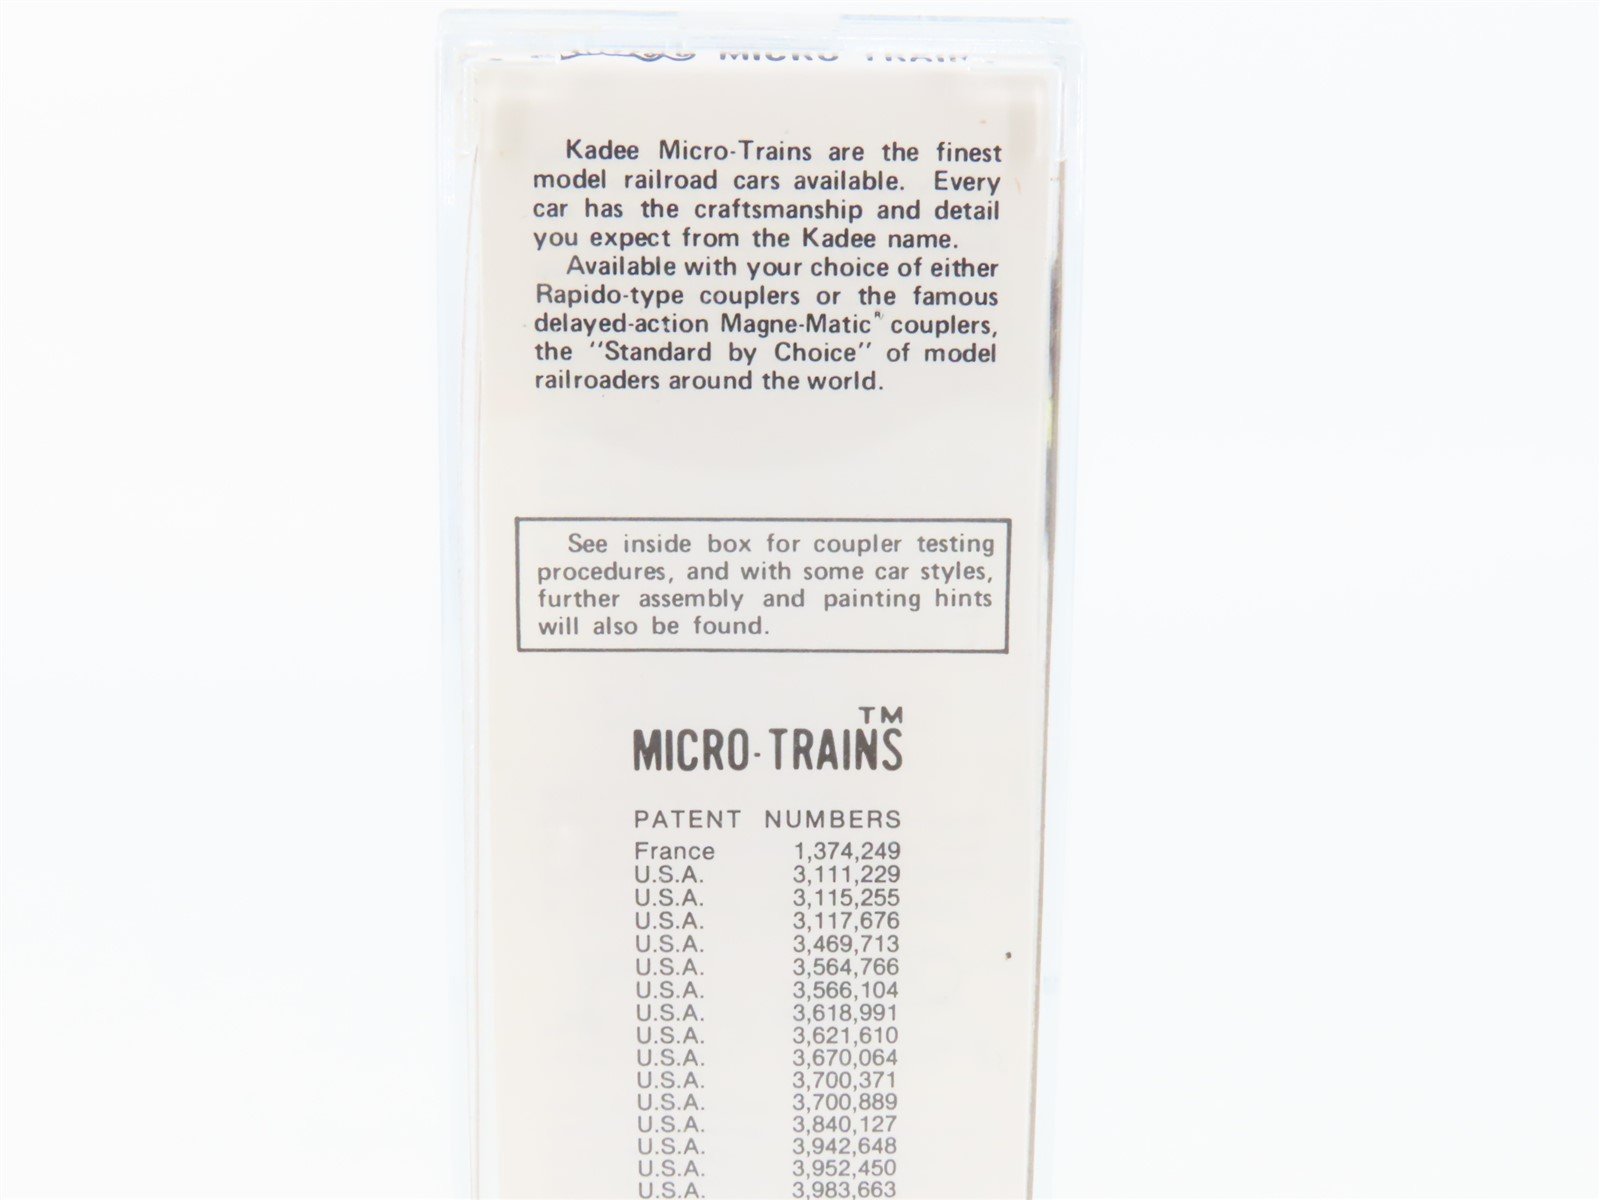 MICRO TRAIN
Kadee Micro-Trains are the finest
model railroad cars available. Every
car has the craftsmanship and detail
you expect from the Kadee name.
Available with your choice of either
Rapido-type couplers or the famous
delayed-action Magne-Matic® couplers,
the "Standard by Choice" of model
railroaders around the world.
See inside box for coupler testing
procedures, and with some car styles,
further assembly and painting hints
will also be found.
TM
MICRO-TRAINS
PATENT NUMBERS
France 1,374,249
U.S.A. 3,111,229
U.S.A. 3,115,255
U.S.A. 3,117,676
U.S.A. 3,469,713
U.S.A. 3,564,766
U.S.A. 3,566,104
U.S.A. 3,618,991
U.S.A. 3,621,610
U.S.A. 3,670,064
U.S.A. 3,700,371
U.S.A. 3,700,889
U.S.A. 3,840,127
U.S.A. 3,942,648
U.S.A. 3,952,450
U.S.A. 3,983,663